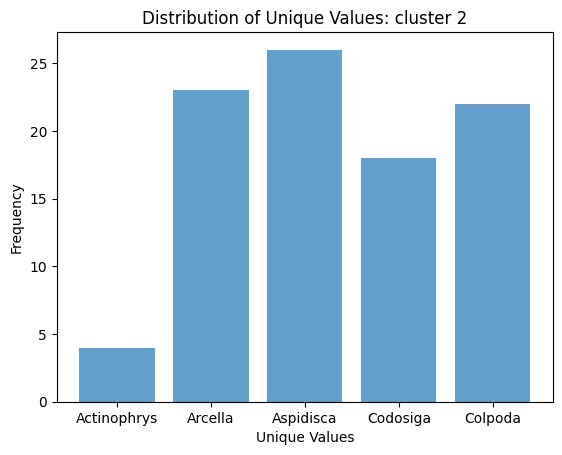 Distribution of Unique Values: cluster 2
Frequency
25
20
15
10
5
0
Actinophrys Arcella Aspidisca Codosiga Colpoda
Unique Values